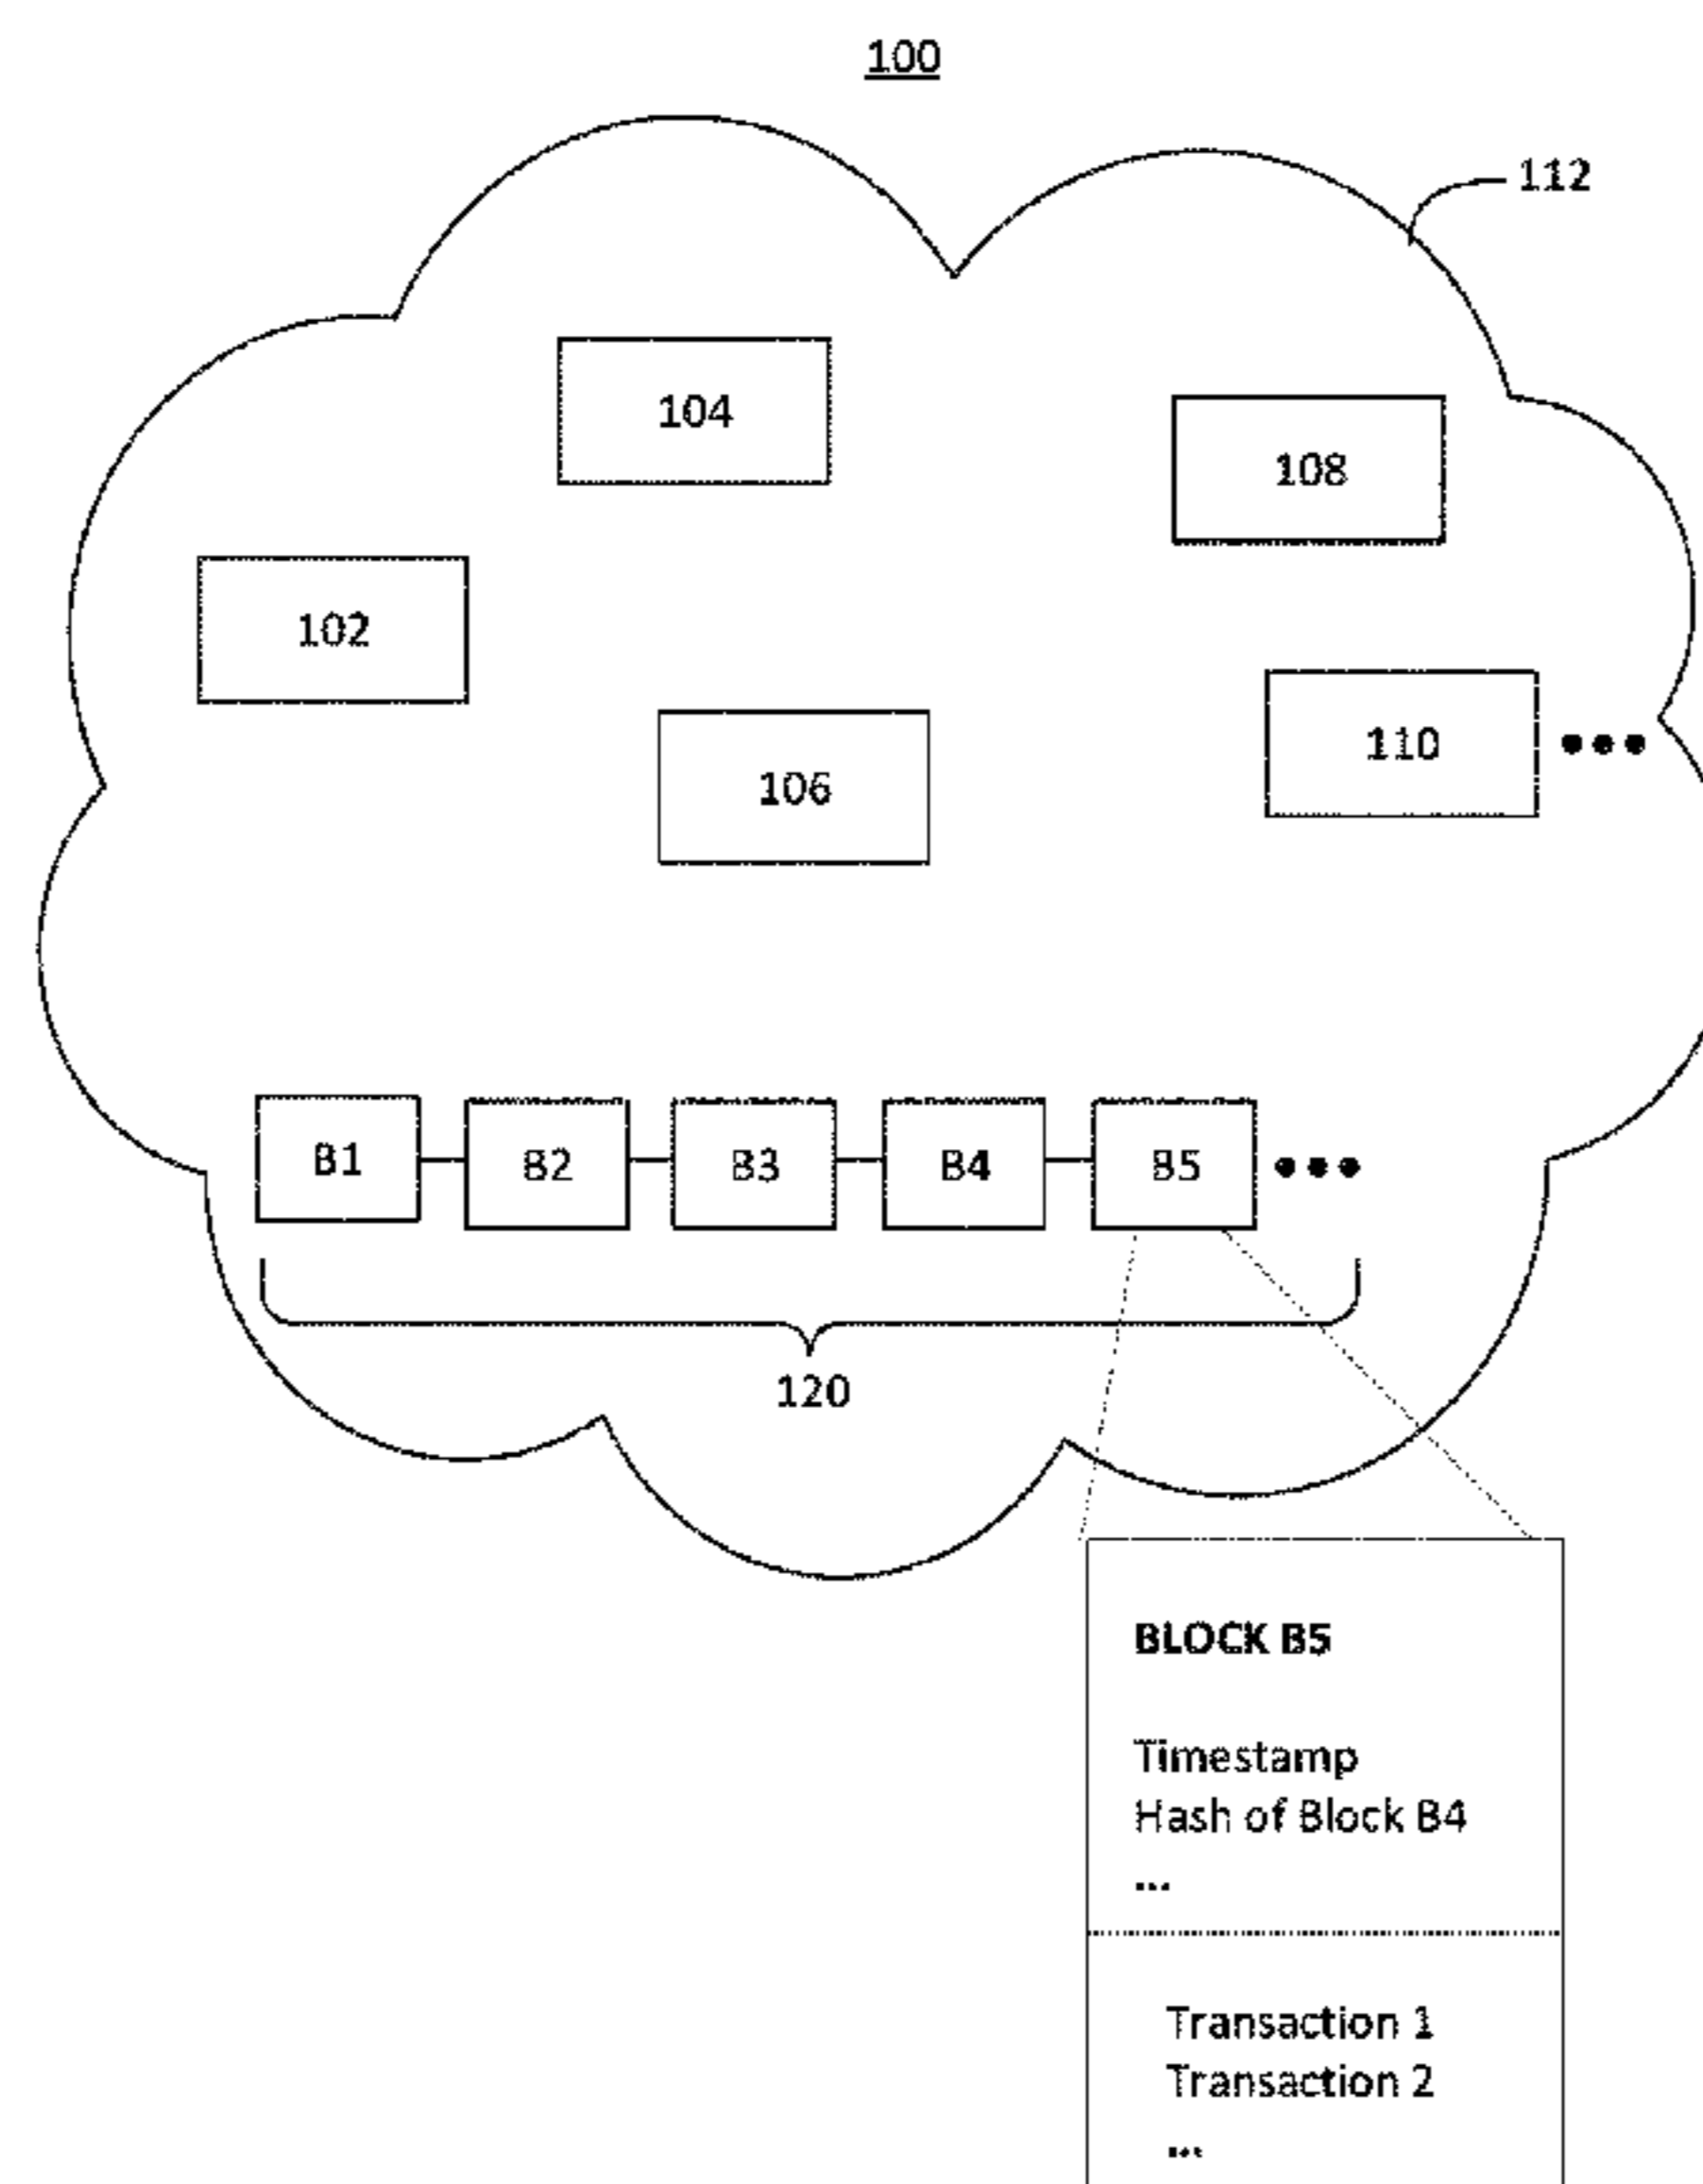 100
112
104
108
102
110
106
B1
B2
B3
B4
B5
120
BLOCK B5
Timestamp
Hash of Block B4
...
Transaction 1
Transaction 2
...